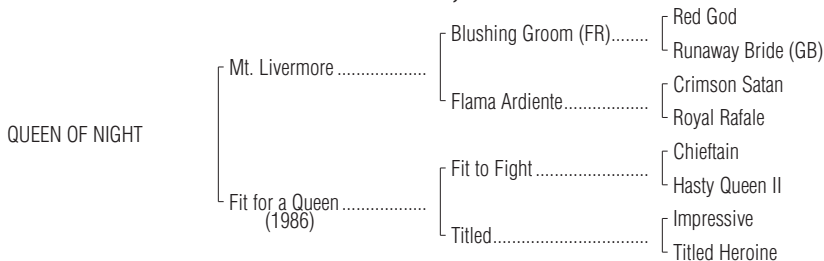 Red God
Blushing Groom (FR)........
Runaway Bride (GB)
Mt. Livermore ...................
Crimson Satan
Flama Ardiente..................
Royal Rafale
QUEEN OF NIGHT
Chieftain
Fit to Fight ........................
Hasty Queen II
Fit for a Queen ..................
(1986)
Impressive
Titled.................................
Titled Heroine